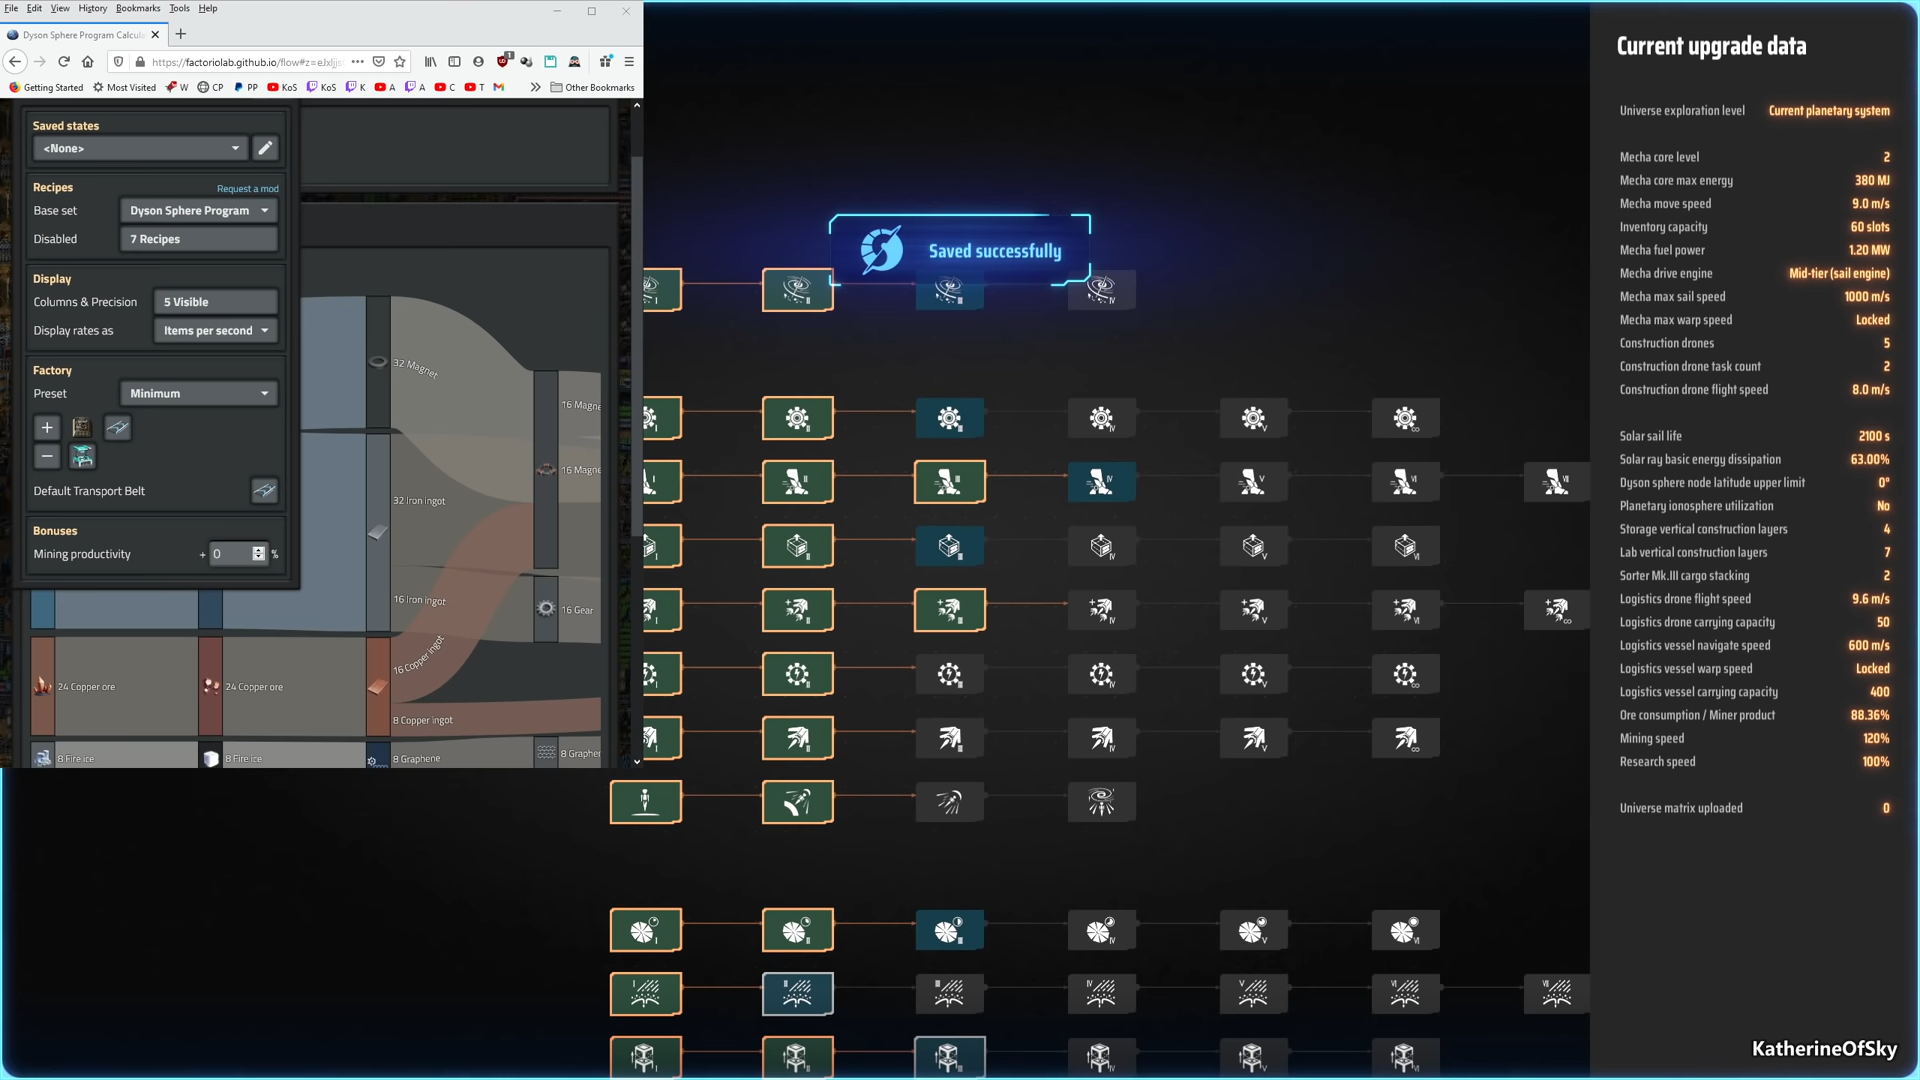 File Edit View History Bookmarks Tools Help
Dyson Sphere Program Calcula
https://factoriolab.github.io/flow#z=eJxljjs
1
Getting Started Most Visited W CP PP KoS KoS K A A C T Other Bookmarks
Saved states
<None>
Recipes Request a mod
Base set Dyson Sphere Program
Disabled 7 Recipes
Display
Columns & Precision 5 Visible
Display rates as Items per second
Factory
Preset Minimum
Default Transport Belt
Bonuses
Mining productivity + 0 %
32 Magnet
32 Iron ingot
16 Iron ingot
16 Copper ingot
8 Copper ingot
24 Copper ore
24 Copper ore
8 Fire ice
8 Fire ice
8 Graphene
16 Magne
16 Magne
16 Gear
8 Graphen
Saved successfully
Current upgrade data
Universe exploration level Current planetary system
Mecha core level 2
Mecha core max energy 380 MJ
Mecha move speed 9.0 m/s
Inventory capacity 60 slots
Mecha fuel power 1.20 MW
Mecha drive engine Mid-tier (sail engine)
Mecha max sail speed 1000 m/s
Mecha max warp speed Locked
Construction drones 5
Construction drone task count 2
Construction drone flight speed 8.0 m/s
Solar sail life 2100 s
Solar ray basic energy dissipation 63.00%
Dyson sphere node latitude upper limit 0°
Planetary ionosphere utilization No
Storage vertical construction layers 4
Lab vertical construction layers 7
Sorter Mk.III cargo stacking 2
Logistics drone flight speed 9.6 m/s
Logistics drone carrying capacity 50
Logistics vessel navigate speed 600 m/s
Logistics vessel warp speed Locked
Logistics vessel carrying capacity 400
Ore consumption / Miner product 88.36%
Mining speed 120%
Research speed 100%
Universe matrix uploaded 0
KatherineOfSky